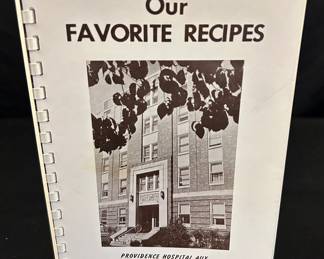 Our
FAVORITE RECIPES
PROVIDENCE HOSPITAL AUX.